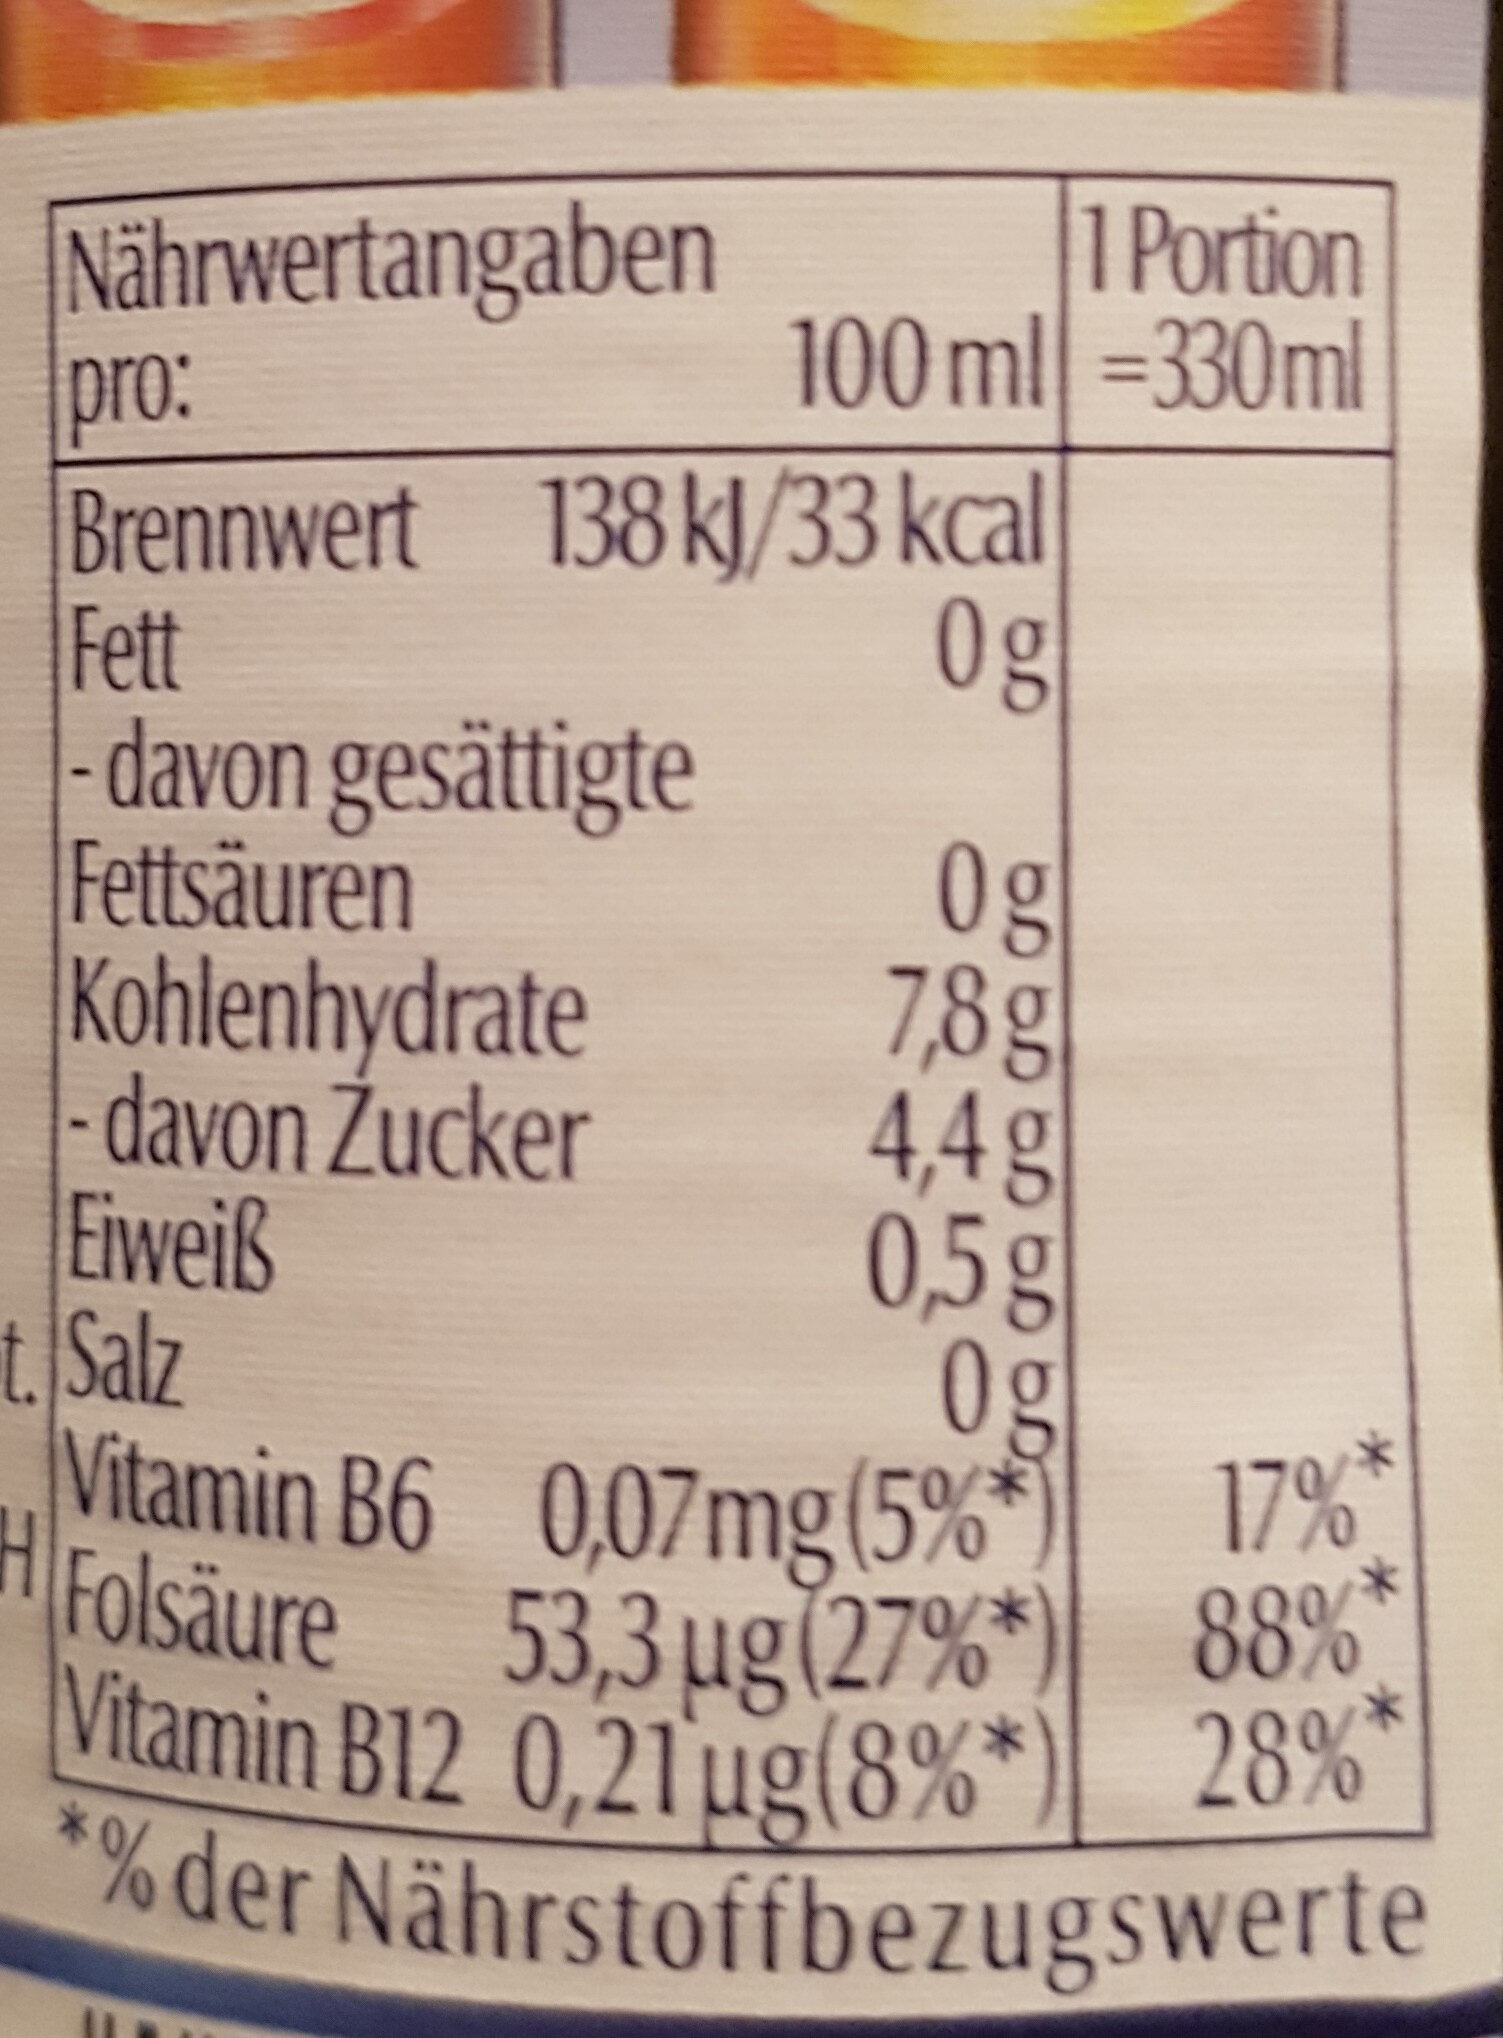 Nährwertangaben 1 Portion
pro: 100 ml =330ml
Brennwert 138 kJ/33 kcal
Fett 0 g
- davon gesättigte
Fettsäuren 0 g
Kohlenhydrate 7,8 g
- davon Zucker 4,4 g
Eiweiß 0,5 g
t. Salz 0 g
Vitamin B6 0,07mg(5%*) 17%*
H Folsäure 53,3 µg(27%*) 88%*
Vitamin B12 0,21 µg(8%*) 28%*
*% der Nährstoffbezugswerte